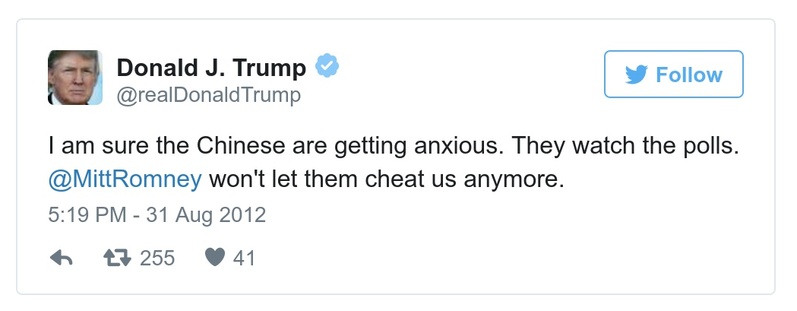 Donald J. Trump
@realDonaldTrump
Follow
I am sure the Chinese are getting anxious. They watch the polls.
@MittRomney won't let them cheat us anymore.
5:19 PM - 31 Aug 2012
255 41